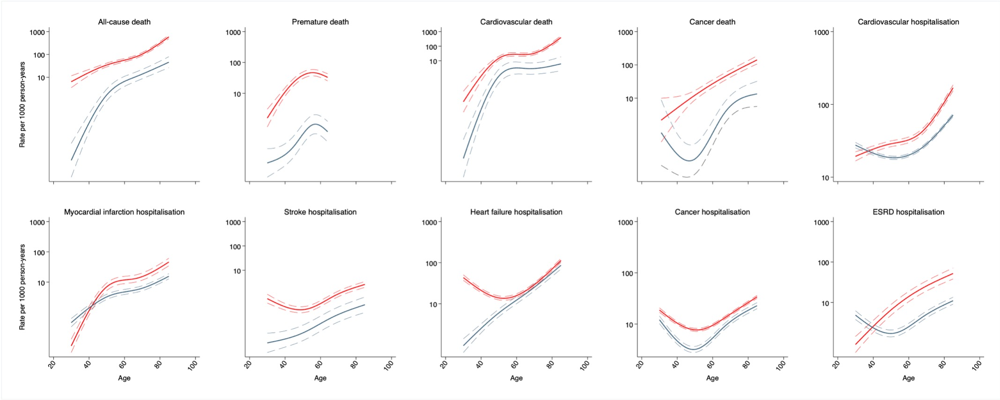 All-cause death
Premature death
Cardiovascular death
Cancer death
Cardiovascular hospitalisation
Rate per 1000 person-years
1000
100
10
1000
100
10
1000
100
10
1000
100
10
1000
100
10
Myocardial infarction hospitalisation
Stroke hospitalisation
Heart failure hospitalisation
Cancer hospitalisation
ESRD hospitalisation
Rate per 1000 person-years
1000
100
10
1000
100
10
1000
100
10
1000
100
10
1000
100
10
20 40 60 80 100
20 40 60 80 100
20 40 60 80 100
20 40 60 80 100
20 40 60 80 100
Age
Age
Age
Age
Age